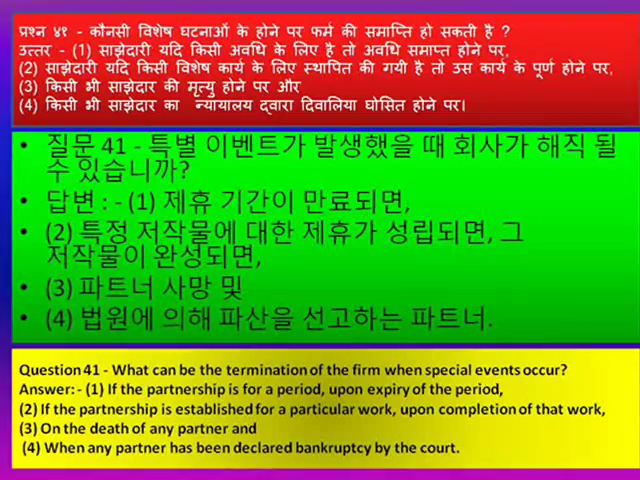 प्रश्न ४१ - कौनसी विशेष घटनाओं के होने पर फर्म की समाप्ति हो सकती है ?
उत्तर - (1) साझेदारी यदि किसी अवधि के लिए है तो अवधि समाप्त होने पर,
(2) साझेदारी यदि किसी विशेष कार्य के लिए स्थापित की गयी है तो उस कार्य के पूर्ण होने पर,
(3) किसी भी साझेदार की मृत्यु होने पर और
(4) किसी भी साझेदार का न्यायालय द्वारा दिवालिया घोसित होने पर।
• 질문 41 - 특별 이벤트가 발생했을 때 회사가 해직 될
수 있습니까?
• 답변 : - (1) 제휴 기간이 만료되면,
• (2) 특정 저작물에 대한 제휴가 성립되면, 그
저작물이 완성되면,
• (3) 파트너 사망 및
• (4) 법원에 의해 파산을 선고하는 파트너.
Question 41 - What can be the termination of the firm when special events occur?
Answer: - (1) If the partnership is for a period, upon expiry of the period,
(2) If the partnership is established for a particular work, upon completion of that work,
(3) On the death of any partner and
(4) When any partner has been declared bankruptcy by the court.